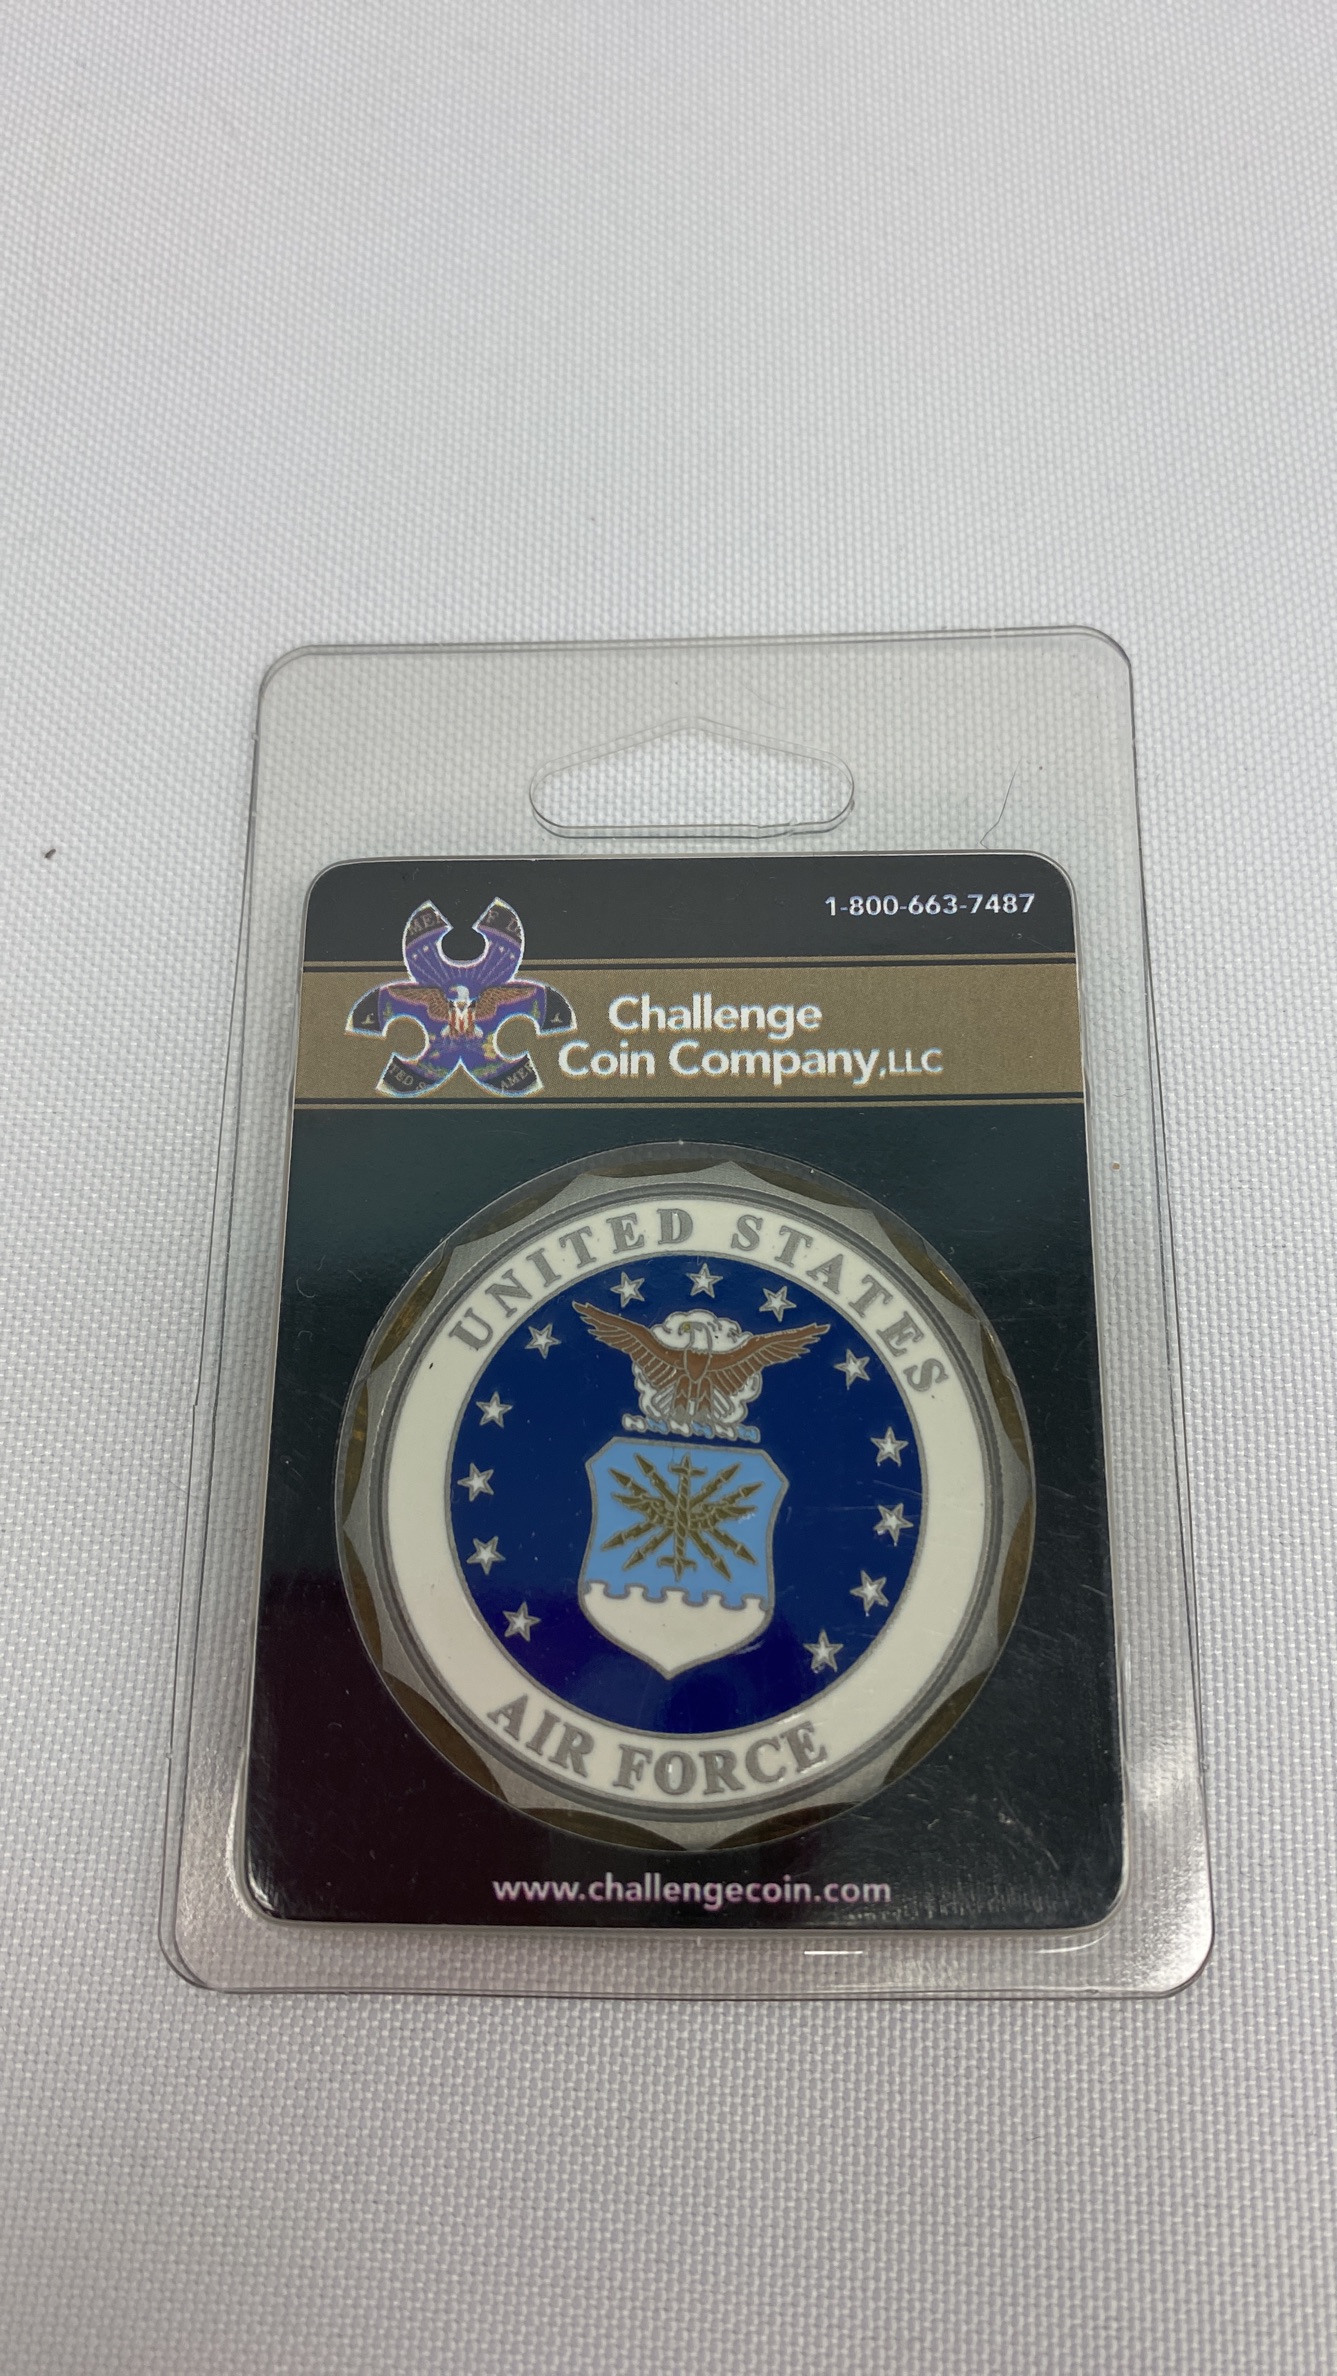 1-800-663-7487
Challenge
Coin Company, LLC
UNITED STATES
AIR FORCE
www.challengecoin.com